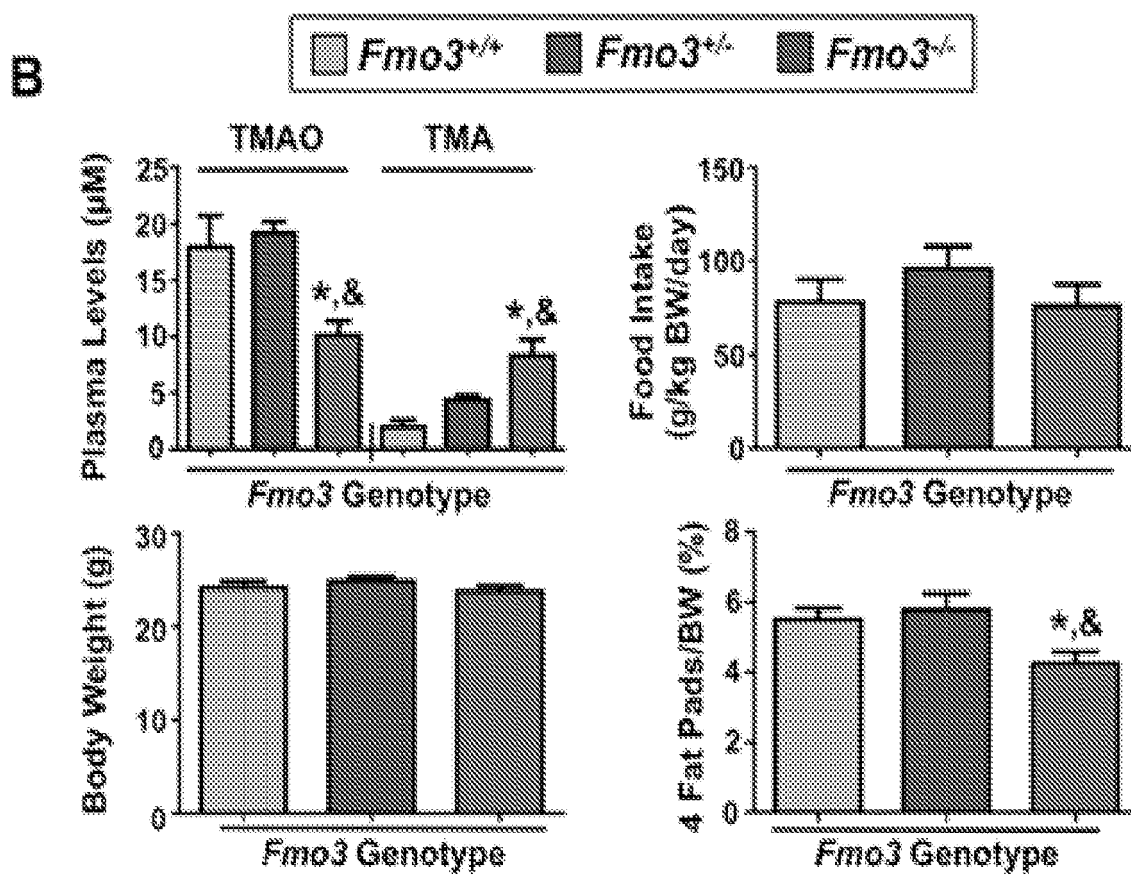 B
Fmo3+/+ Fmo3+/- Fmo3-/-
TMAO TMA
Plasma Levels (µM)
25
20
15
10
5
0
*,&
*,&
Fmo3 Genotype
Food Intake
(g/kg BW/day)
150
100
50
0
Fmo3 Genotype
Body Weight (g)
30
20
10
0
Fmo3 Genotype
4 Fat Pads/BW (%)
8
6
4
2
0
*,&
Fmo3 Genotype